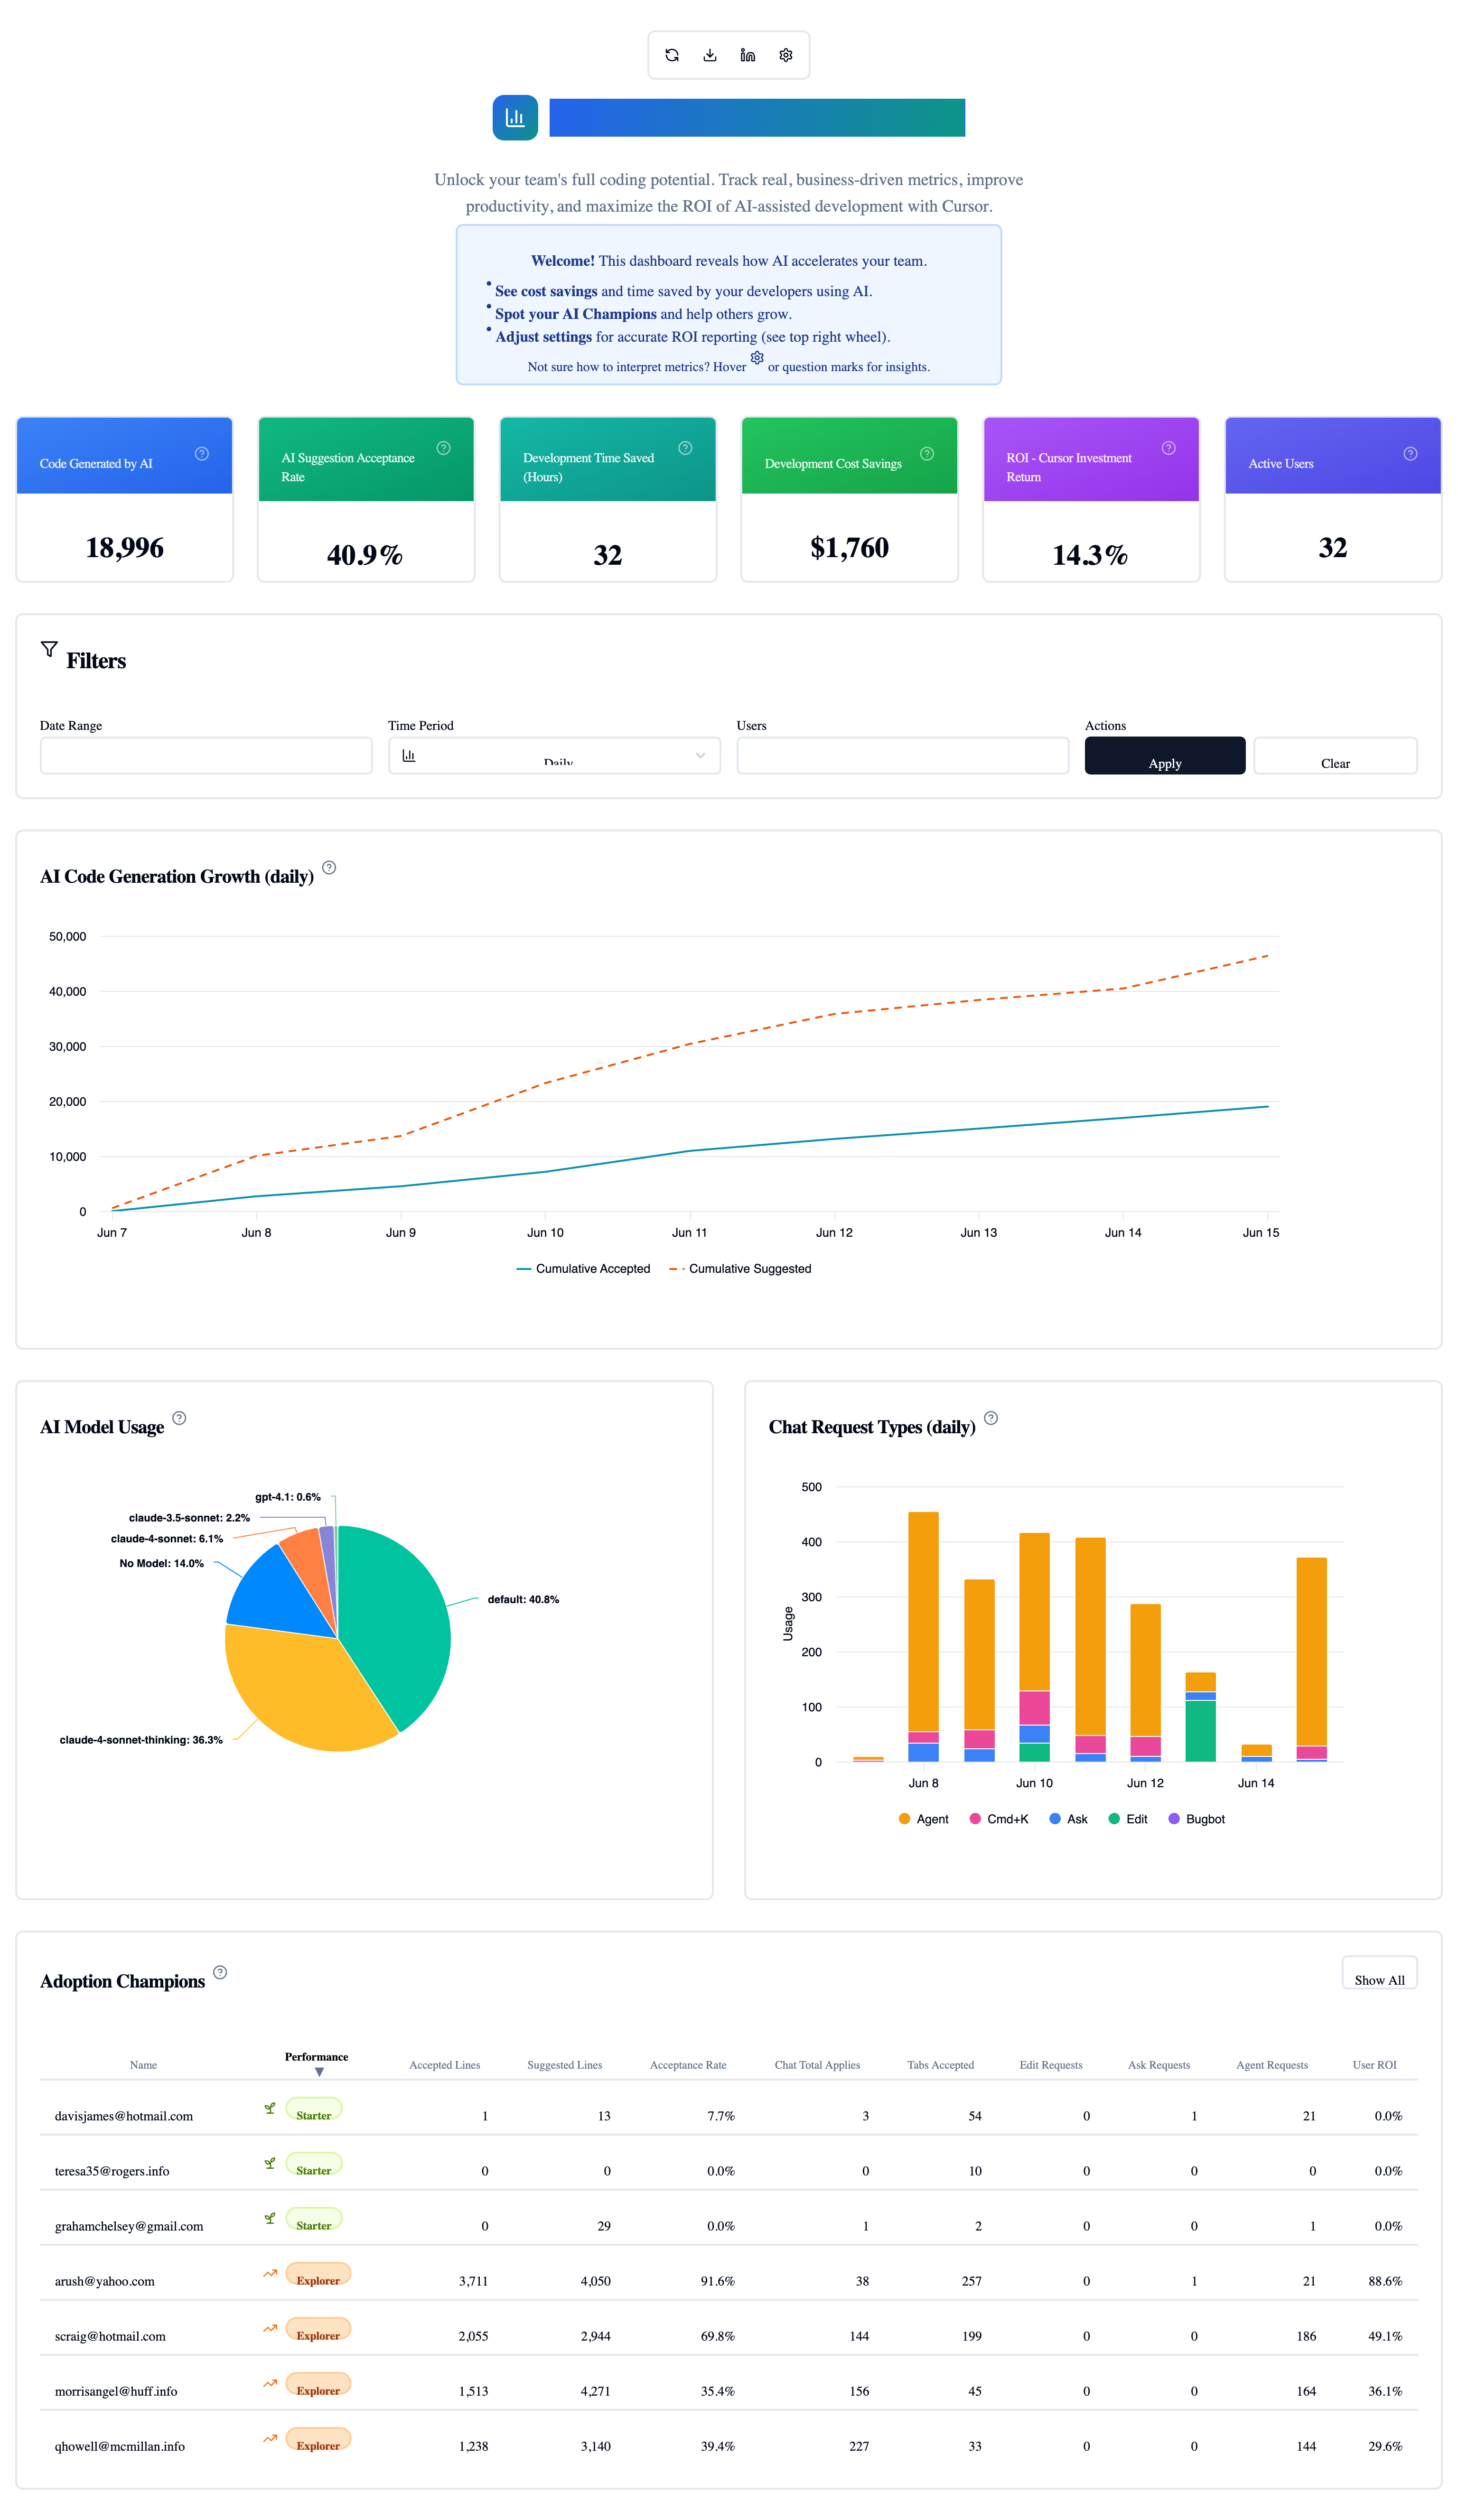 Unlock your team's full coding potential. Track real, business-driven metrics, improve
productivity, and maximize the ROI of AI-assisted development with Cursor.
Welcome! This dashboard reveals how AI accelerates your team.
• See cost savings and time saved by your developers using AI.
• Spot your AI Champions and help others grow.
• Adjust settings for accurate ROI reporting (see top right wheel).
Not sure how to interpret metrics? Hover or question marks for insights.
Code Generated by AI
18,996
AI Suggestion Acceptance
Rate
40.9%
Development Time Saved
(Hours)
32
Development Cost Savings
$1,760
ROI - Cursor Investment
Return
14.3%
Active Users
32
Filters
Date Range
Time Period
Users
Actions
Daily
Apply
Clear
AI Code Generation Growth (daily)
50,000
40,000
30,000
20,000
10,000
0
Jun 7 Jun 8 Jun 9 Jun 10 Jun 11 Jun 12 Jun 13 Jun 14 Jun 15
Cumulative Accepted Cumulative Suggested
AI Model Usage
gpt-4.1: 0.6%
claude-3.5-sonnet: 2.2%
claude-4-sonnet: 6.1%
No Model: 14.0%
default: 40.8%
claude-4-sonnet-thinking: 36.3%
Chat Request Types (daily)
Usage
500
400
300
200
100
0
Jun 8 Jun 10 Jun 12 Jun 14
Agent Cmd+K Ask Edit Bugbot
Adoption Champions
Show All
Name Performance ▼ Accepted Lines Suggested Lines Acceptance Rate Chat Total Applies Tabs Accepted Edit Requests Ask Requests Agent Requests User ROI
davisjames@hotmail.com Starter 1 13 7.7% 3 54 0 1 21 0.0%
teresa35@rogers.info Starter 0 0 0.0% 0 10 0 0 0 0.0%
grahamchelsey@gmail.com Starter 0 29 0.0% 1 2 0 0 1 0.0%
arush@yahoo.com Explorer 3,711 4,050 91.6% 38 257 0 1 21 88.6%
scraig@hotmail.com Explorer 2,055 2,944 69.8% 144 199 0 0 186 49.1%
morrisangel@huff.info Explorer 1,513 4,271 35.4% 156 45 0 0 164 36.1%
qhowell@mcmillan.info Explorer 1,238 3,140 39.4% 227 33 0 0 144 29.6%